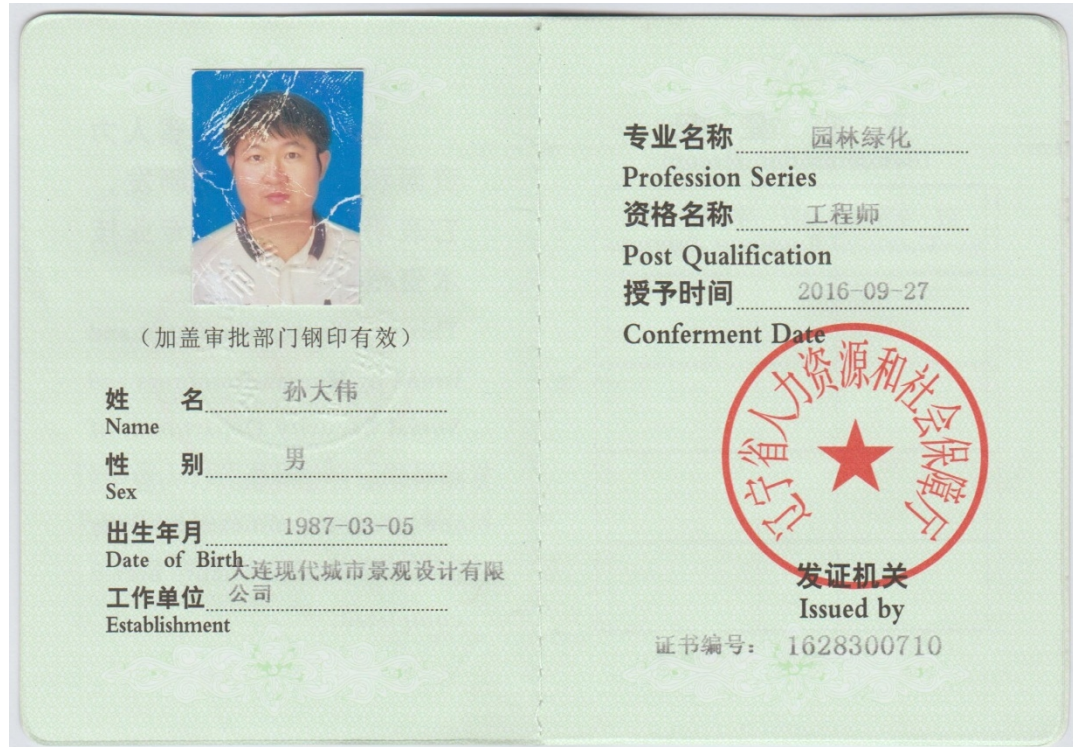 （加盖审批部门钢印有效）
姓 名 孙大伟
Name
性 别 男
Sex
出生年月 1987-03-05
Date of Birth
大连现代城市景观设计有限
工作单位 公司
Establishment
专业名称 园林绿化
Profession Series
资格名称 工程师
Post Qualification
授予时间 2016-09-27
Conferment Date
辽宁省人力资源和社会保障厅
发证机关
Issued by
证书编号： 1628300710